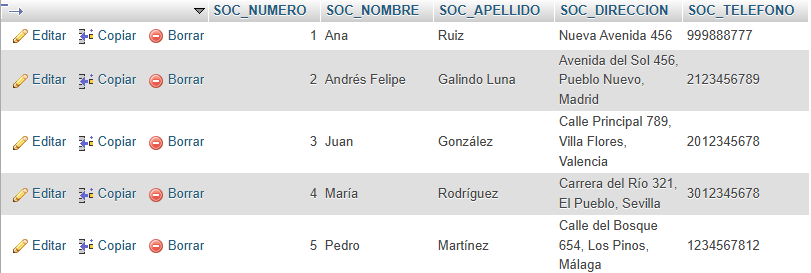 SOC_NUMERO SOC_NOMBRE SOC_APELLIDO SOC_DIRECCION SOC_TELEFONO
Editar Copiar Borrar 1 Ana Ruiz Nueva Avenida 456 999888777
Avenida del Sol 456,
Editar Copiar Borrar 2 Andrés Felipe Galindo Luna Pueblo Nuevo, 2123456789
Madrid
Calle Principal 789,
Editar Copiar Borrar 3 Juan González Villa Flores, 2012345678
Valencia
Editar Copiar Borrar 4 María Rodríguez Carrera del Río 321, 3012345678
El Pueblo, Sevilla
Calle del Bosque
Editar Copiar Borrar 5 Pedro Martínez 654, Los Pinos, 1234567812
Málaga